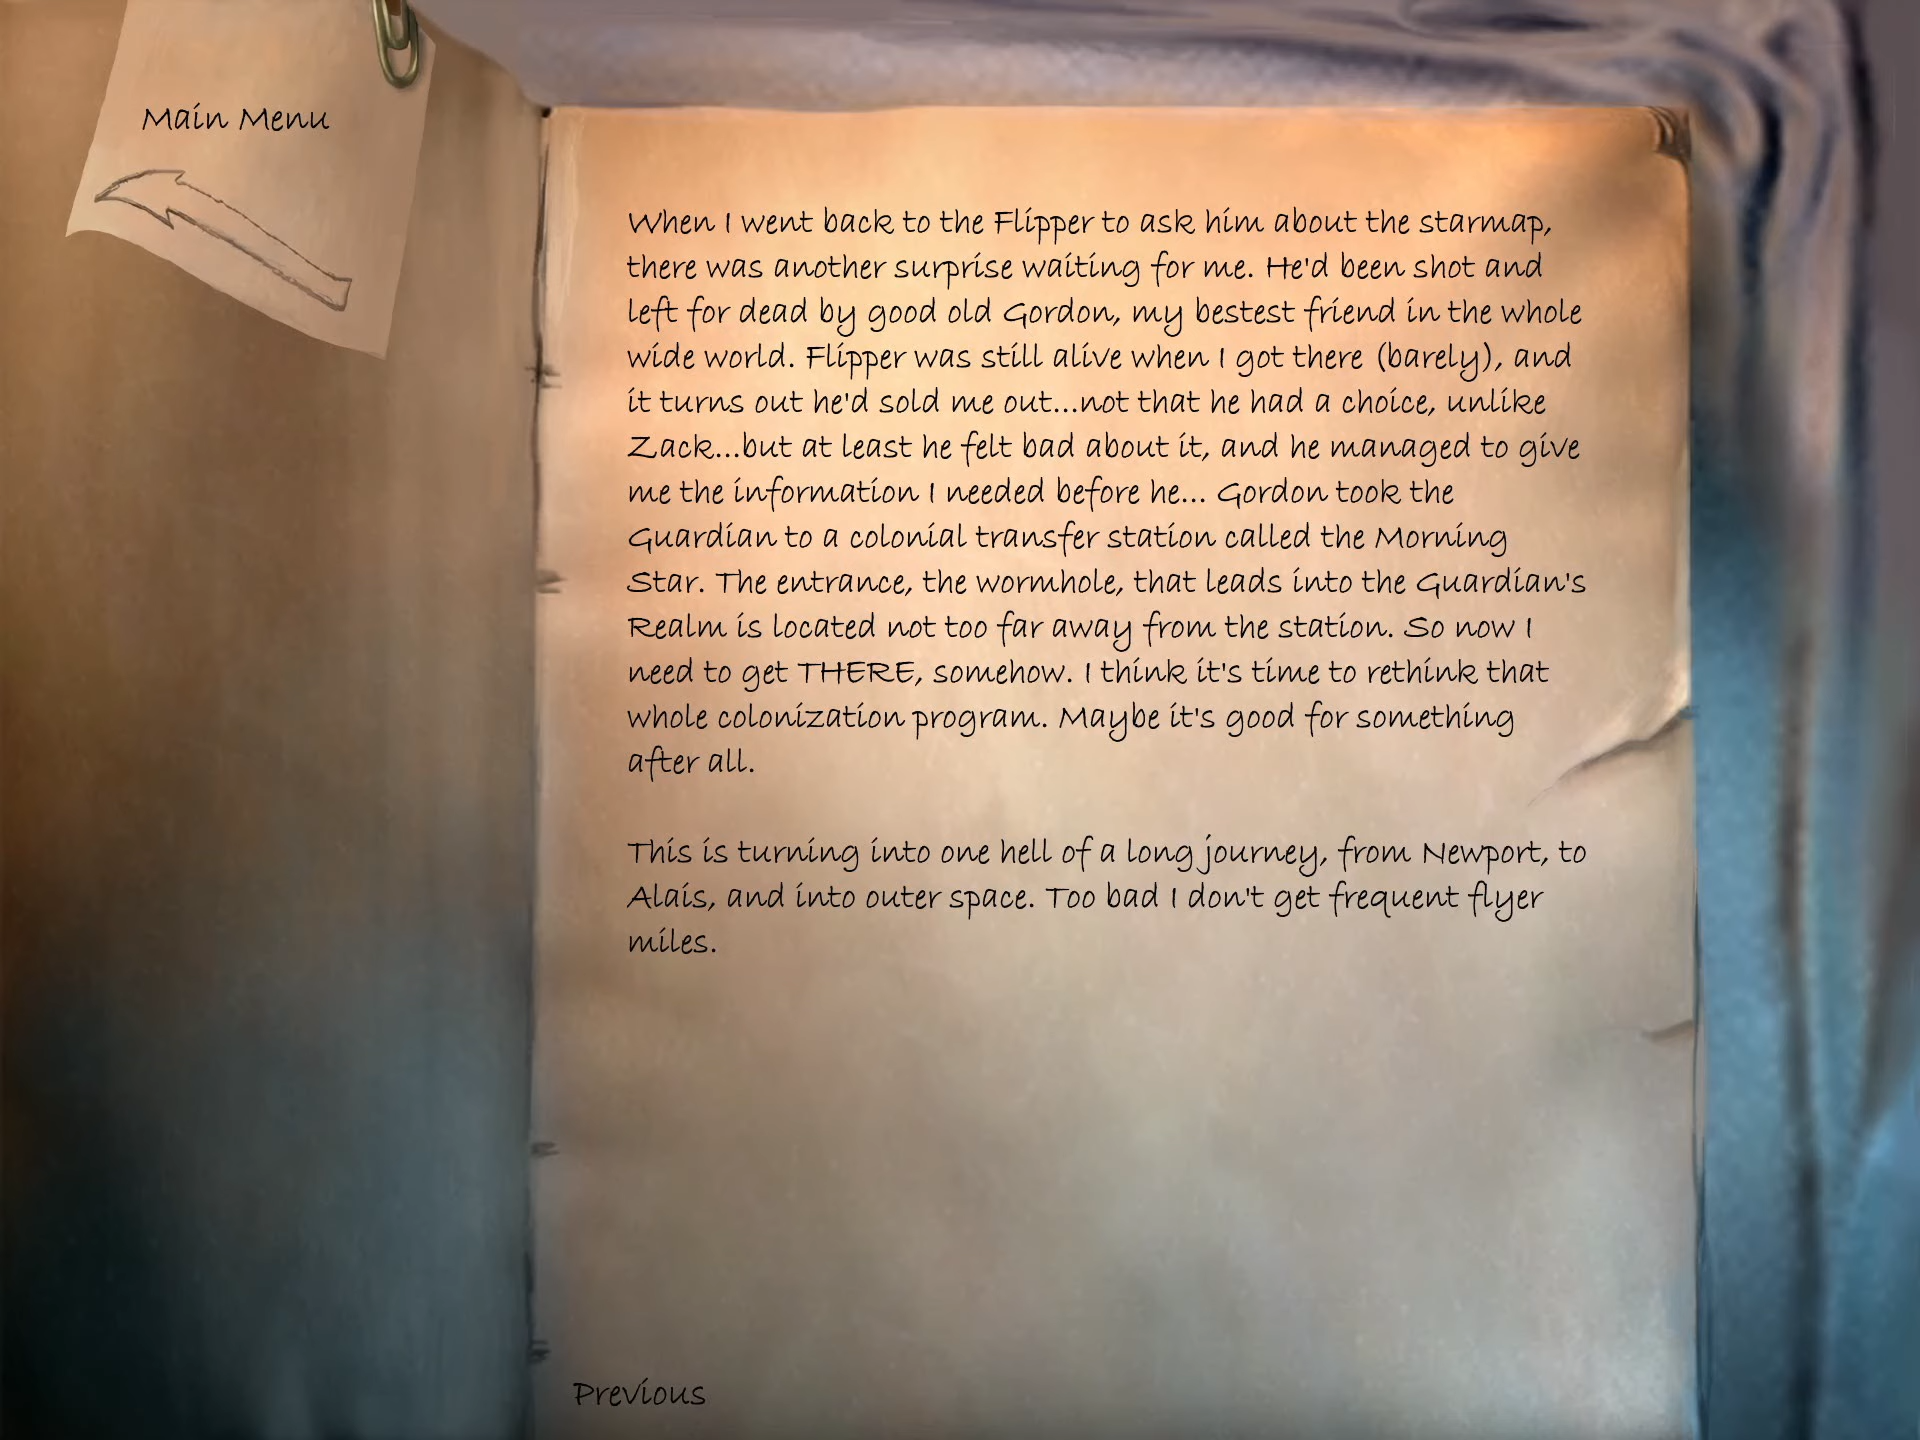 Main Menu
When I went back to the Flipper to ask him about the starmap,
there was another surprise waiting for me. He'd been shot and
left for dead by good old Gordon, my bestest friend in the whole
wide world. Flipper was still alive when I got there (barely), and
it turns out he'd sold me out...not that he had a choice, unlike
Zack...but at least he felt bad about it, and he managed to give
me the information I needed before he... Gordon took the
Guardian to a colonial transfer station called the Morning
Star. The entrance, the wormhole, that leads into the Guardian's
Realm is located not too far away from the station. So now I
need to get THERE, somehow. I think it's time to rethink that
whole colonization program. Maybe it's good for something
after all.
This is turning into one hell of a long journey, from Newport, to
Alais, and into outer space. Too bad I don't get frequent flyer
miles.
Previous